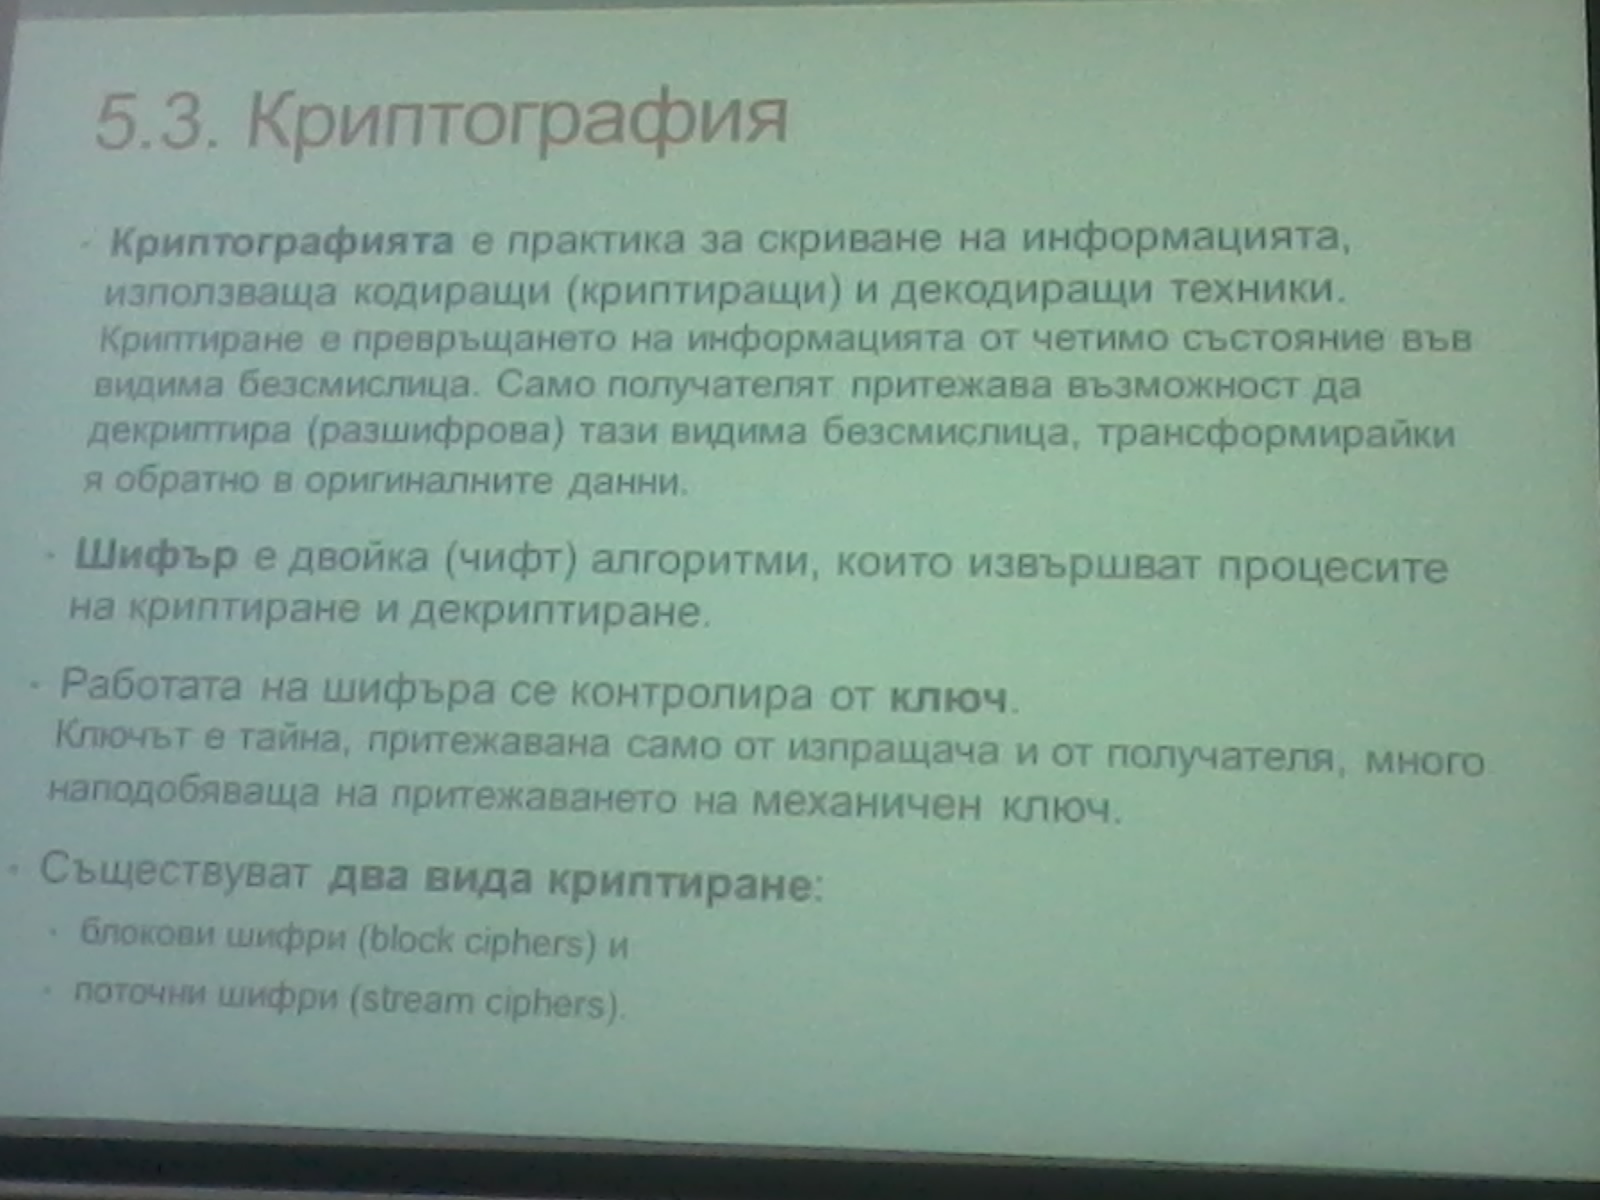 5.3. Криптография
· Криптографията е практика за скриване на информацията,
използваща кодиращи (криптиращи) и декодиращи техники.
Криптиране е превръщането на информацията от четимо състояние във
видима безсмислица. Само получателят притежава възможност да
декриптира (разшифрова) тази видима безсмислица, трансформирайки
я обратно в оригиналните данни.
· Шифър е двойка (чифт) алгоритми, които извършват процесите
на криптиране и декриптиране.
· Работата на шифъра се контролира от ключ.
Ключът е тайна, притежавана само от изпращача и от получателя, много
наподобяваща на притежаването на механичен ключ.
· Съществуват два вида криптиране:
· блокови шифри (block ciphers) и
· поточни шифри (stream ciphers).